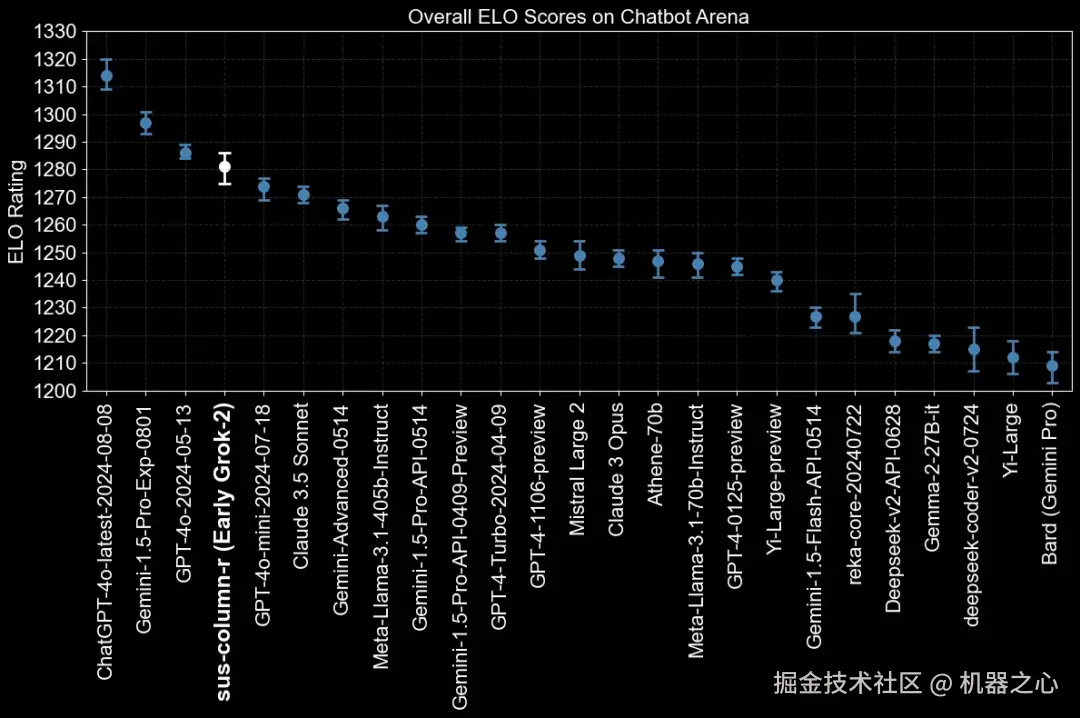 Overall ELO Scores on Chatbot Arena
ELO Rating
1330
1320
1310
1300
1290
1280
1270
1260
1250
1240
1230
1220
1210
1200
ChatGPT-4o-latest-2024-08-08
Gemini-1.5-Pro-Exp-0801
GPT-4o-2024-05-13
sus-column-r (Early Grok-2)
GPT-4o-mini-2024-07-18
Claude 3.5 Sonnet
Gemini-Advanced-0514
Meta-Llama-3.1-405b-Instruct
Gemini-1.5-Pro-API-0514
Gemini-1.5-Pro-API-0409-Preview
GPT-4-Turbo-2024-04-09
GPT-4-1106-preview
Mistral Large 2
Claude 3 Opus
Athene-70b
Meta-Llama-3.1-70b-Instruct
GPT-4-0125-preview
Yi-Large-preview
Gemini-1.5-Flash-API-0514
reka-core-20240722
Deepseek-v2-API-0628
Gemma-2-27B-it
deepseek-coder-v2-0724
Yi-Large
Bard (Gemini Pro)
掘金技术社区 @ 机器之心